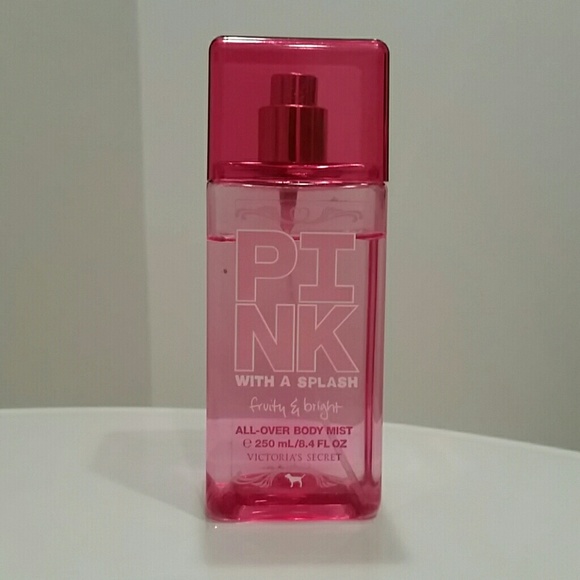 PI
NK
WITH A SPLASH
fruity & bright
ALL-OVER BODY MIST
℮ 250 mL/8.4 FL OZ
VICTORIA'S SECRET